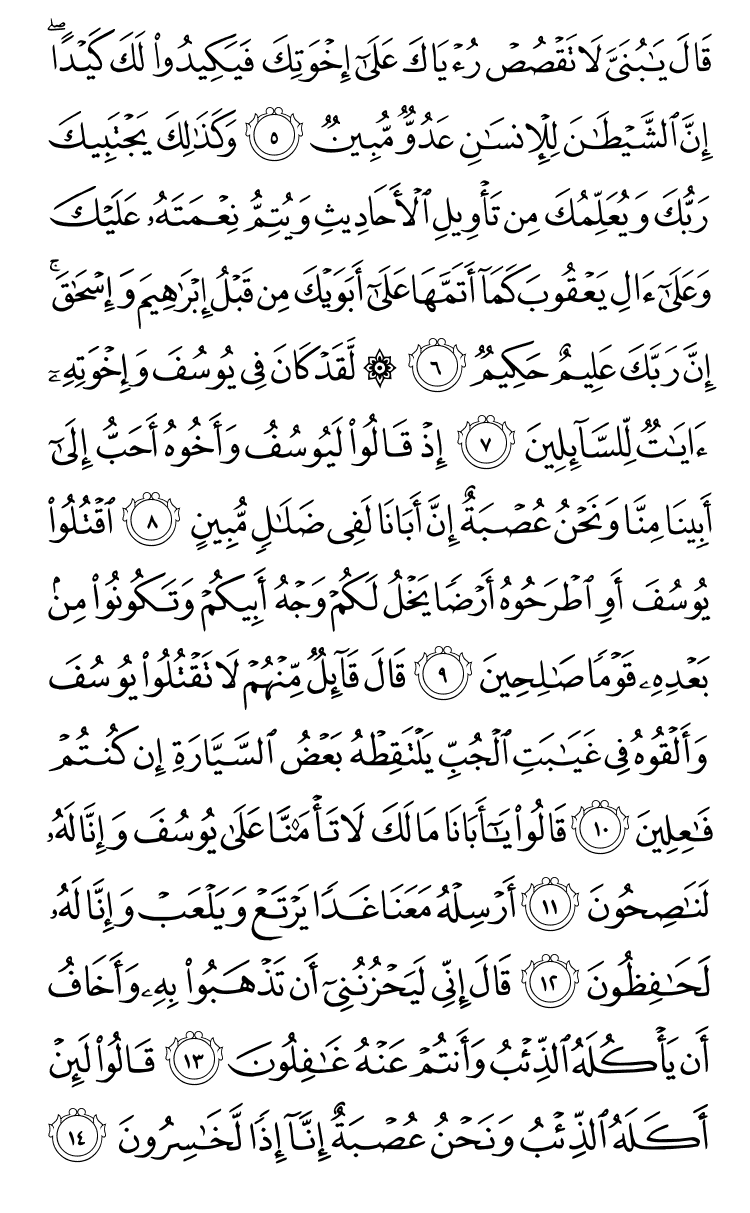 قَالَ يَٰبُنَيَّ لَا تَقۡصُصۡ رُءۡيَاكَ عَلَىٰٓ إِخۡوَتِكَ فَيَكِيدُواْ لَكَ كَيۡدًاۖ
إِنَّ ٱلشَّيۡطَٰنَ لِلۡإِنسَٰنِ عَدُوّٞ مُّبِينٞ ٥ وَكَذَٰلِكَ يَجۡتَبِيكَ
رَبُّكَ وَيُعَلِّمُكَ مِن تَأۡوِيلِ ٱلۡأَحَادِيثِ وَيُتِمُّ نِعۡمَتَهُۥ عَلَيۡكَ
وَعَلَىٰٓ ءَالِ يَعۡقُوبَ كَمَآ أَتَمَّهَا عَلَىٰٓ أَبَوَيۡكَ مِن قَبۡلُ إِبۡرَٰهِيمَ وَإِسۡحَٰقَۚ
إِنَّ رَبَّكَ عَلِيمٌ حَكِيمٞ ٦ ۞ لَّقَدۡ كَانَ فِي يُوسُفَ وَإِخۡوَتِهِۦٓ
ءَايَٰتٞ لِّلسَّآئِلِينَ ٧ إِذۡ قَالُواْ لَيُوسُفُ وَأَخُوهُ أَحَبُّ إِلَىٰٓ
أَبِينَا مِنَّا وَنَحۡنُ عُصۡبَةٌ إِنَّ أَبَانَا لَفِي ضَلَٰلٖ مُّبِينٍ ٨ ٱقۡتُلُواْ
يُوسُفَ أَوِ ٱطۡرَحُوهُ أَرۡضٗا يَخۡلُ لَكُمۡ وَجۡهُ أَبِيكُمۡ وَتَكُونُواْ مِنۢ
بَعۡدِهِۦ قَوۡمٗا صَٰلِحِينَ ٩ قَالَ قَآئِلٞ مِّنۡهُمۡ لَا تَقۡتُلُواْ يُوسُفَ
وَأَلۡقُوهُ فِي غَيَٰبَتِ ٱلۡجُبِّ يَلۡتَقِطۡهُ بَعۡضُ ٱلسَّيَّارَةِ إِن كُنتُمۡ
فَٰعِلِينَ ١٠ قَالُواْ يَٰٓأَبَانَا مَا لَكَ لَا تَأۡمَ۬نَّا عَلَىٰ يُوسُفَ وَإِنَّا لَهُۥ
لَنَٰصِحُونَ ١١ أَرۡسِلۡهُ مَعَنَا غَدٗا يَرۡتَعۡ وَيَلۡعَبۡ وَإِنَّا لَهُۥ
لَحَٰفِظُونَ ١٢ قَالَ إِنِّي لَيَحۡزُنُنِيٓ أَن تَذۡهَبُواْ بِهِۦ وَأَخَافُ
أَن يَأۡكُلَهُ ٱلذِّئۡبُ وَأَنتُمۡ عَنۡهُ غَٰفِلُونَ ١٣ قَالُواْ لَئِنۡ
أَكَلَهُ ٱلذِّئۡبُ وَنَحۡنُ عُصۡبَةٌ إِنَّآ إِذٗا لَّخَٰسِرُونَ ١٤